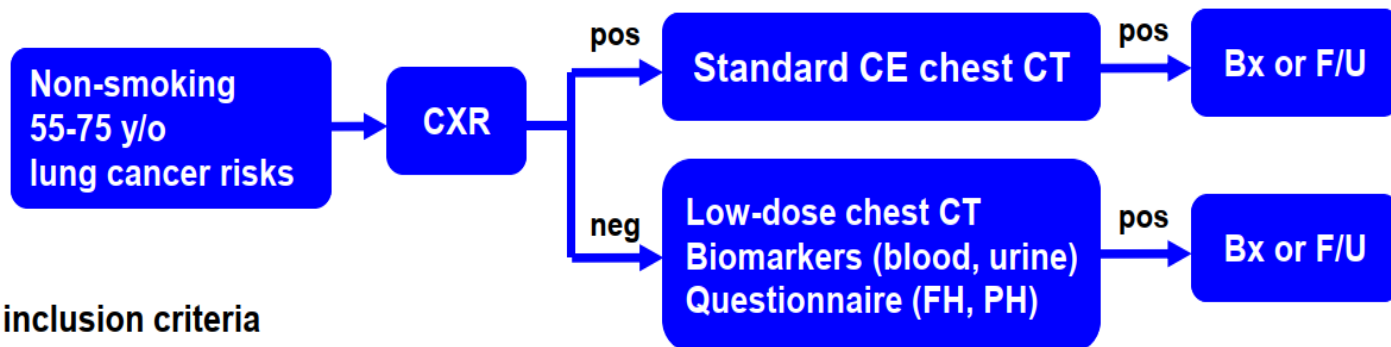 Non-smoking
55-75 y/o
lung cancer risks
CXR
pos
Standard CE chest CT
pos
Bx or F/U
neg
Low-dose chest CT
Biomarkers (blood, urine)
Questionnaire (FH, PH)
pos
Bx or F/U
inclusion criteria